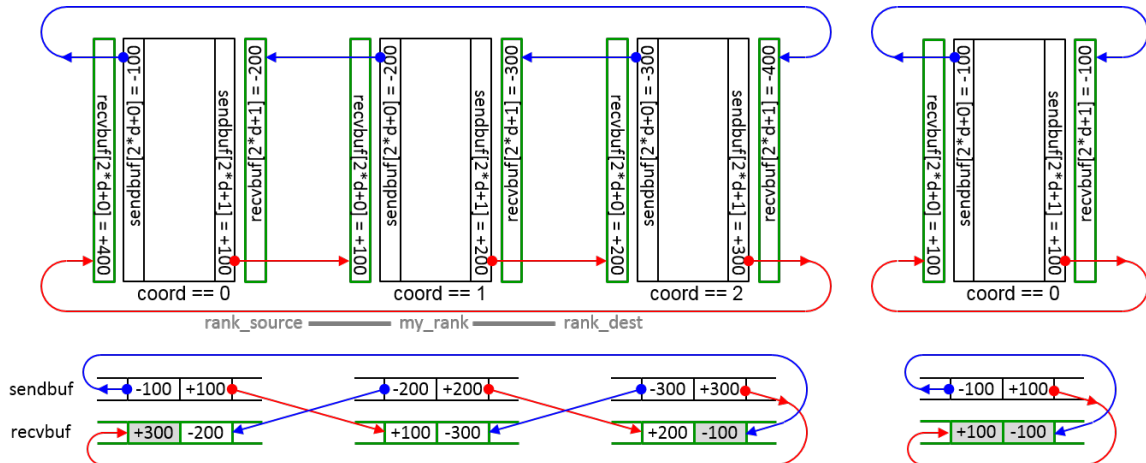 recvbuf[2*d+0] = +400
sendbuf[2*d+0] = -100
sendbuf[2*d+1] = +100
recvbuf[2*d+1] = -200
recvbuf[2*d+0] = +100
sendbuf[2*d+0] = -200
sendbuf[2*d+1] = +200
recvbuf[2*d+1] = -300
recvbuf[2*d+0] = +200
sendbuf[2*d+0] = -300
sendbuf[2*d+1] = +300
recvbuf[2*d+1] = -400
recvbuf[2*d+0] = +100
sendbuf[2*d+0] = -100
sendbuf[2*d+1] = +100
recvbuf[2*d+1] = -100
coord == 0 coord == 1 coord == 2 coord == 0
rank_source my_rank rank_dest
sendbuf -100 +100 -200 +200 -300 +300 -100 +100
recvbuf +300 -200 +100 -300 +200 -100 +100 -100